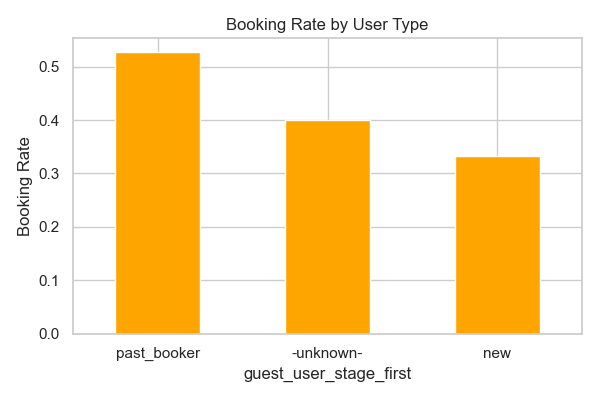 Booking Rate by User Type
Booking Rate
0.5
0.4
0.3
0.2
0.1
0.0
past_booker
-unknown-
new
guest_user_stage_first